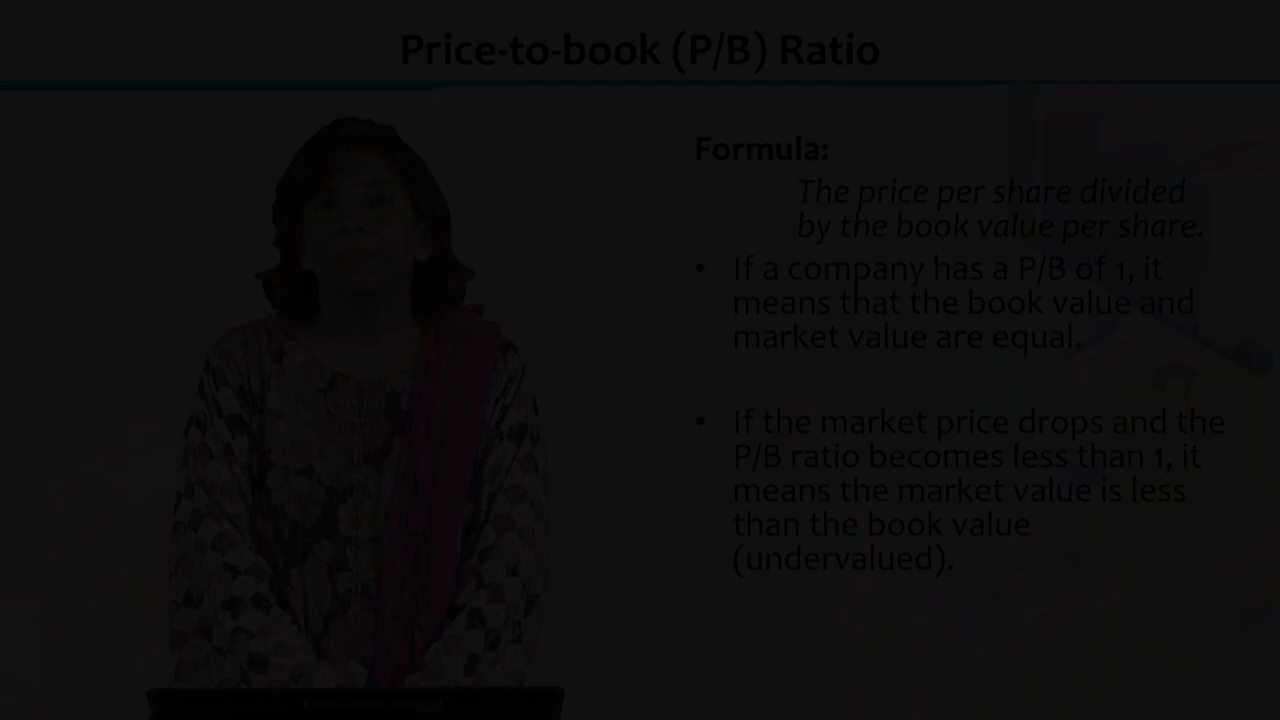 Price-to-book (P/B) Ratio
Formula:
The price per share divided
by the book value per share.
• If a company has a P/B of 1, it
means that the book value and
market value are equal.
• If the market price drops and the
P/B ratio becomes less than 1, it
means the market value is less
than the book value
(undervalued).